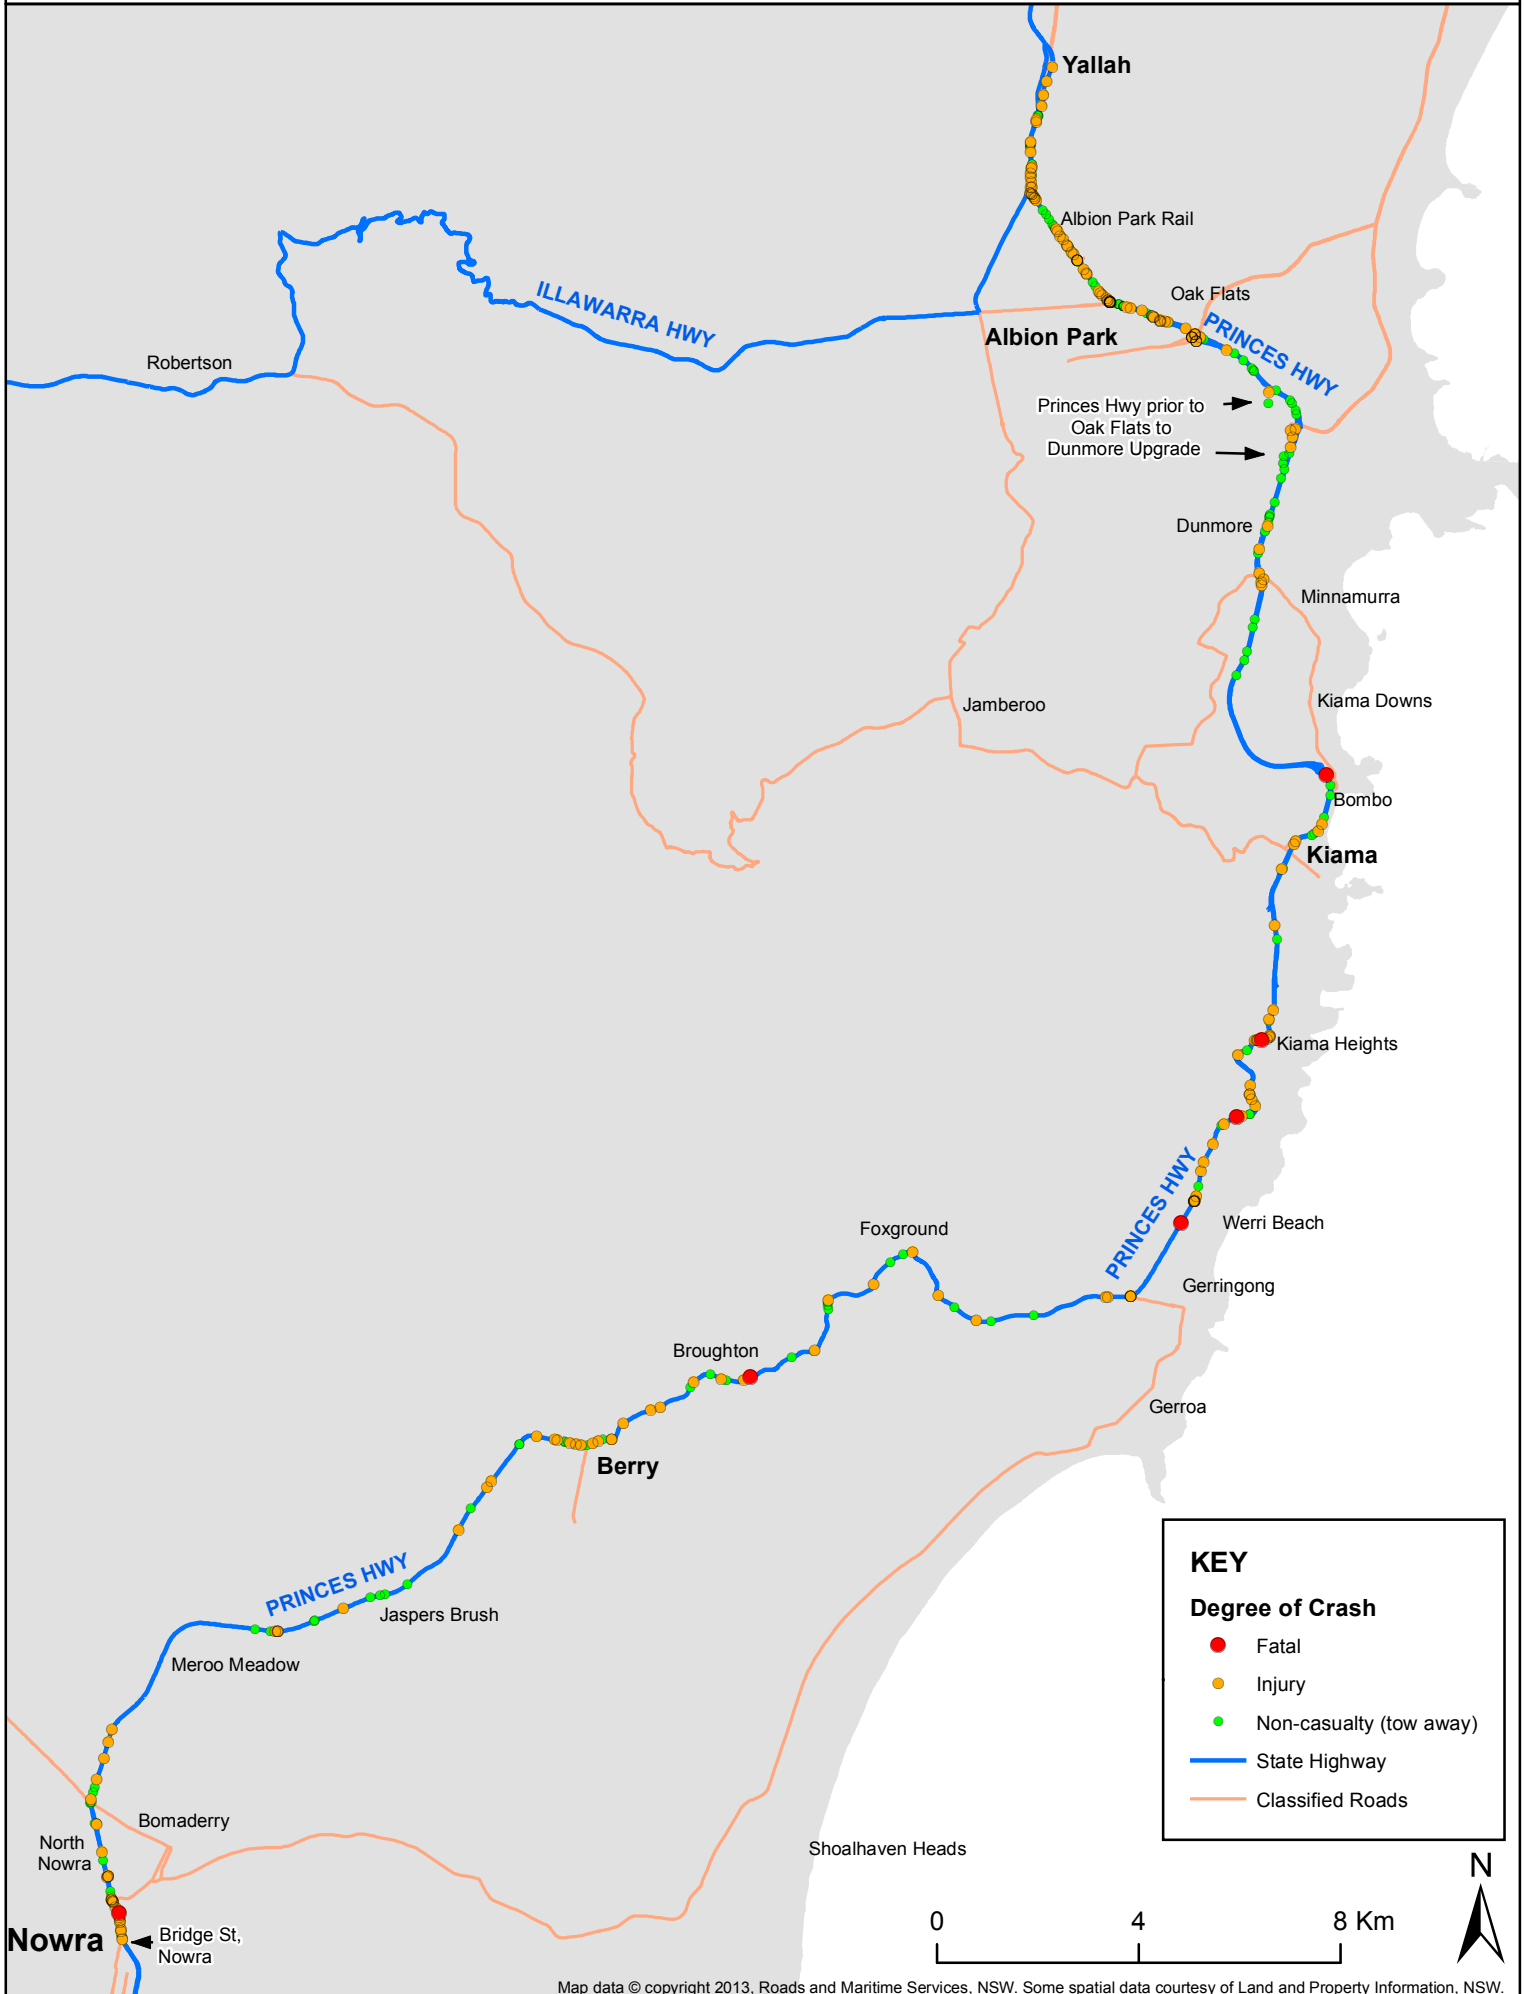 Yallah
Albion Park Rail
Oak Flats
ILLAWARRA HWY
PRINCES HWY
Albion Park
Robertson
Princes Hwy prior to
Oak Flats to
Dunmore Upgrade
Dunmore
Minnamurra
Jamberoo
Kiama Downs
Bombo
Kiama
Kiama Heights
PRINCES HWY
Werri Beach
Foxground
Gerringong
Broughton
Gerroa
Berry
PRINCES HWY
Jaspers Brush
Meroo Meadow
KEY
Degree of Crash
Fatal
Injury
Non-casualty (tow away)
State Highway
Classified Roads
Bomaderry
North
Nowra
Shoalhaven Heads
N
Nowra
Bridge St,
Nowra
0 4 8 Km
Map data © copyright 2013, Roads and Maritime Services, NSW. Some spatial data courtesy of Land and Property Information, NSW.